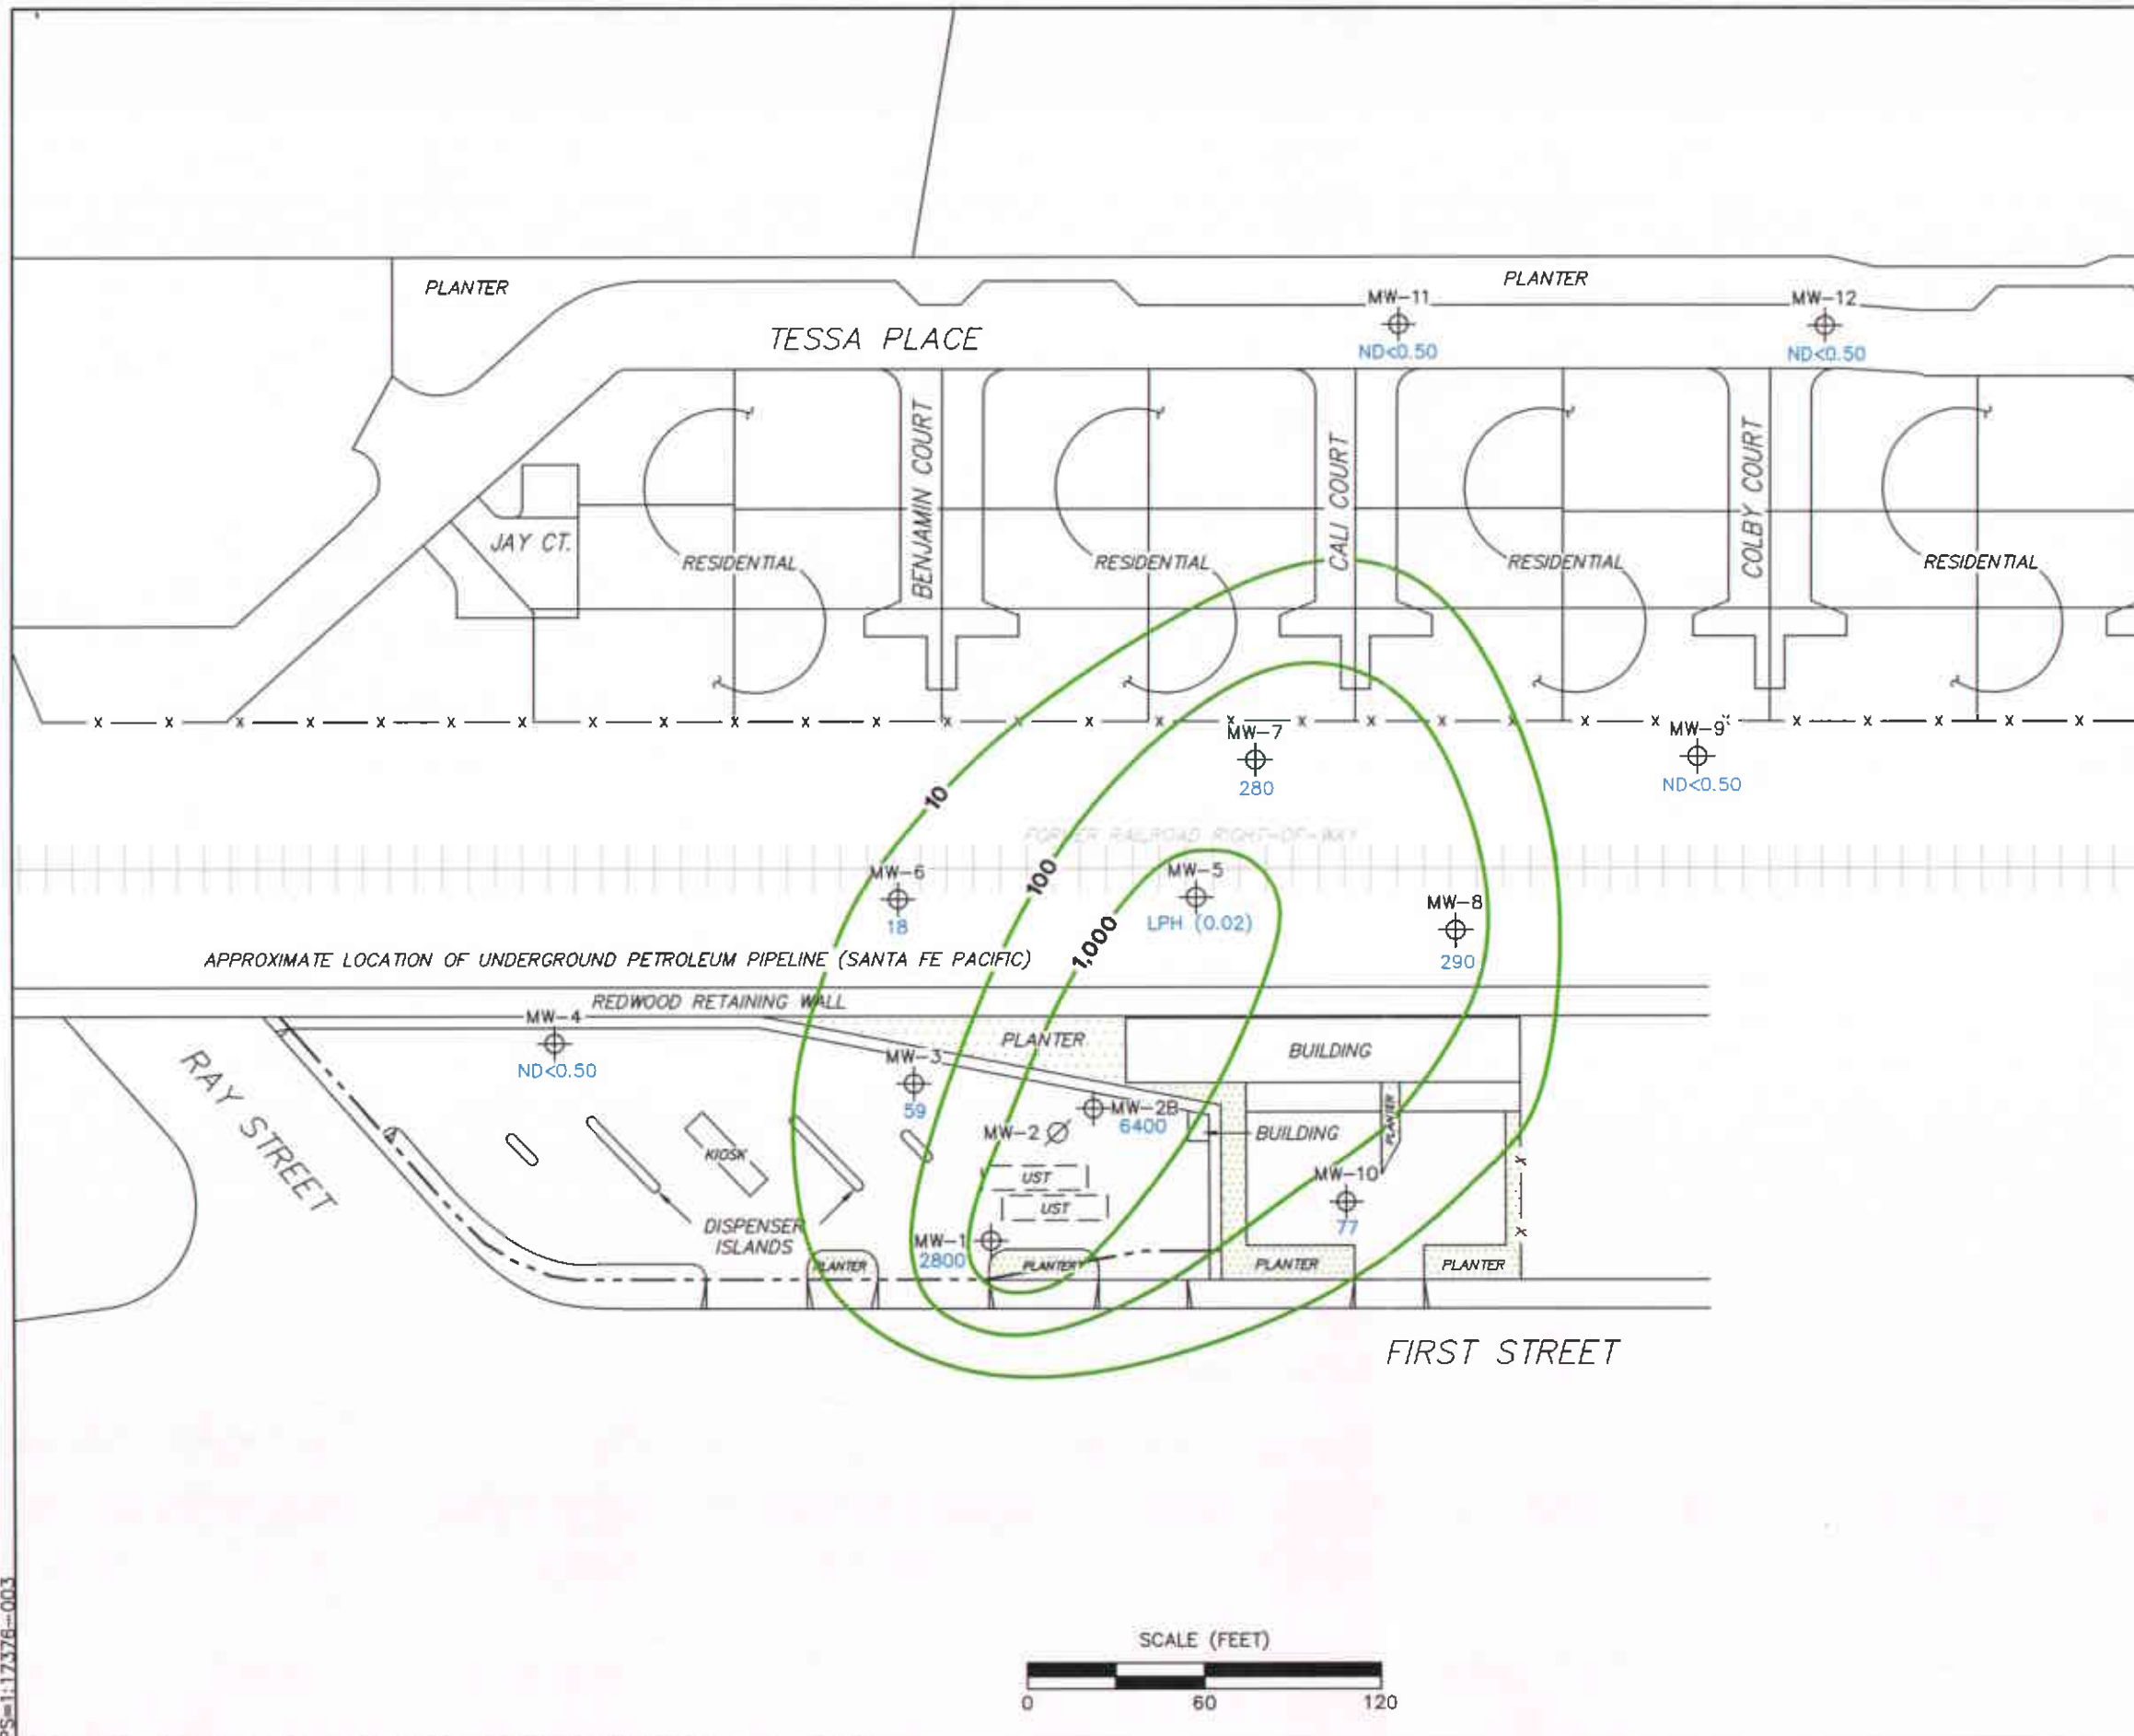 PLANTER
PLANTER
MW-11
ND<0.50
MW-12
ND<0.50
TESSA PLACE
BENJAMIN COURT
CALI COURT
COLBY COURT
JAY CT.
RESIDENTIAL
RESIDENTIAL
RESIDENTIAL
RESIDENTIAL
MW-7
280
MW-9
ND<0.50
10
FORMER RAILROAD RIGHT-OF-WAY
100
MW-6
18
MW-5
LPH (0.02)
1,000
MW-8
290
APPROXIMATE LOCATION OF UNDERGROUND PETROLEUM PIPELINE (SANTA FE PACIFIC)
REDWOOD RETAINING WALL
MW-4
ND<0.50
PLANTER
BUILDING
MW-3
59
RAY STREET
MW-2B
6400
MW-2
BUILDING
PLANTER
KIOSK
UST
UST
MW-10
77
DISPENSER
ISLANDS
MW-1
2800
PLANTER
PLANTER
PLANTER
PLANTER
FIRST STREET
SCALE (FEET)
0 60 120
PS=1:17376-003